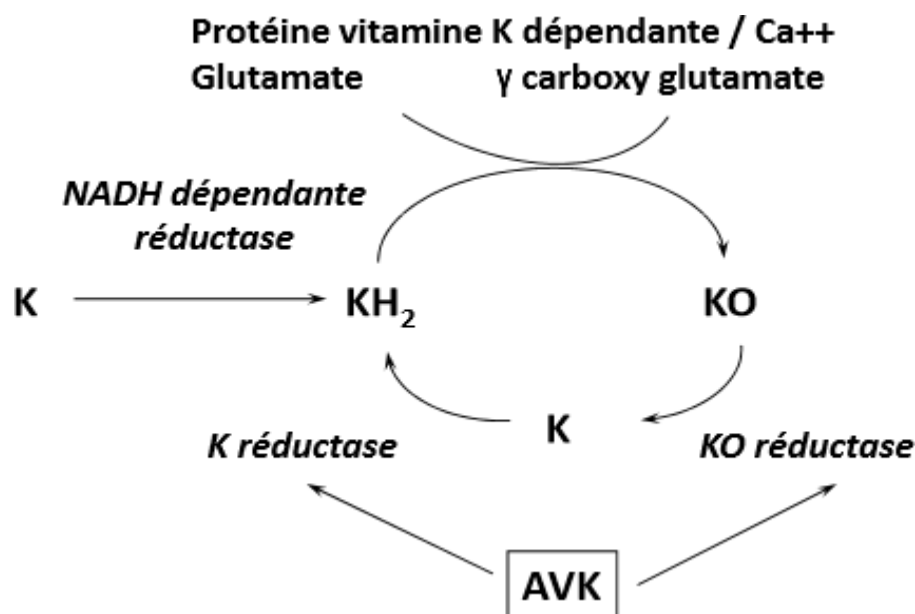 Protéine vitamine K dépendante / Ca++
Glutamate γ carboxy glutamate
NADH dépendante
réductase
K KH₂ KO
K
K réductase KO réductase
AVK